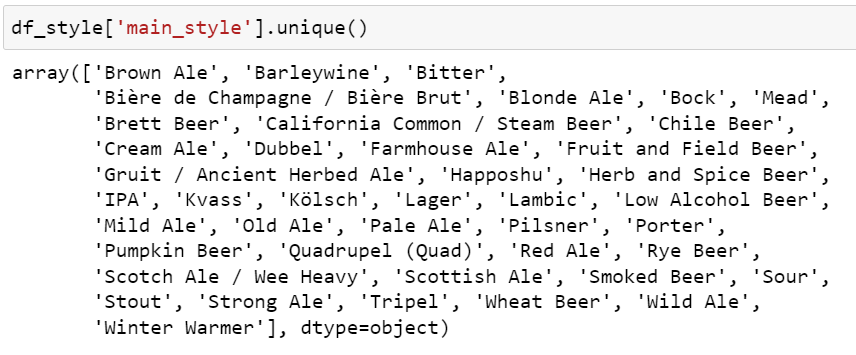 df_style['main_style'].unique()
array(['Brown Ale', 'Barleywine', 'Bitter',
'Bière de Champagne / Bière Brut', 'Blonde Ale', 'Bock', 'Mead',
'Brett Beer', 'California Common / Steam Beer', 'Chile Beer',
'Cream Ale', 'Dubbel', 'Farmhouse Ale', 'Fruit and Field Beer',
'Gruit / Ancient Herbed Ale', 'Happoshu', 'Herb and Spice Beer',
'IPA', 'Kvass', 'Kölsch', 'Lager', 'Lambic', 'Low Alcohol Beer',
'Mild Ale', 'Old Ale', 'Pale Ale', 'Pilsner', 'Porter',
'Pumpkin Beer', 'Quadrupel (Quad)', 'Red Ale', 'Rye Beer',
'Scotch Ale / Wee Heavy', 'Scottish Ale', 'Smoked Beer', 'Sour',
'Stout', 'Strong Ale', 'Tripel', 'Wheat Beer', 'Wild Ale',
'Winter Warmer'], dtype=object)